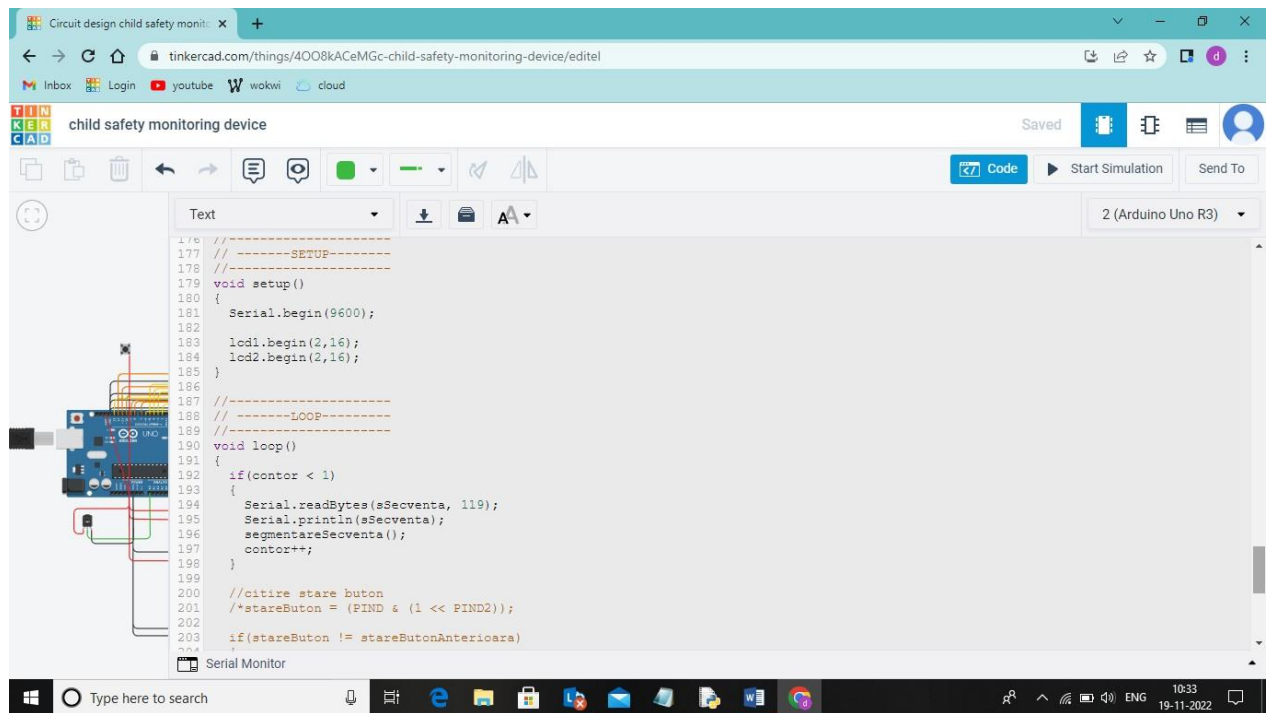 Circuit design child safety monito
tinkercad.com/things/4OO8kACeMGc-child-safety-monitoring-device/editel
Inbox Login youtube wokwi cloud
TIN
KER
CAD
child safety monitoring device
Saved
Code
Start Simulation
Send To
Text
2 (Arduino Uno R3)
176 //---------------------
177 // -------SETUP--------
178 //---------------------
179 void setup()
180 {
181 Serial.begin(9600);
182
183 lcd1.begin(2,16);
184 lcd2.begin(2,16);
185 }
186
187 //---------------------
188 // -------LOOP---------
189 //---------------------
190 void loop()
191 {
192 if(contor < 1)
193 {
194 Serial.readBytes(sSecventa, 119);
195 Serial.println(sSecventa);
196 segmentareSecventa();
197 contor++;
198 }
199
200 //citire stare buton
201 /*stareButon = (PIND & (1 << PIND2));
202
203 if(stareButon != stareButonAnterioara)
UNO
Serial Monitor
Type here to search
ENG
10:33
19-11-2022